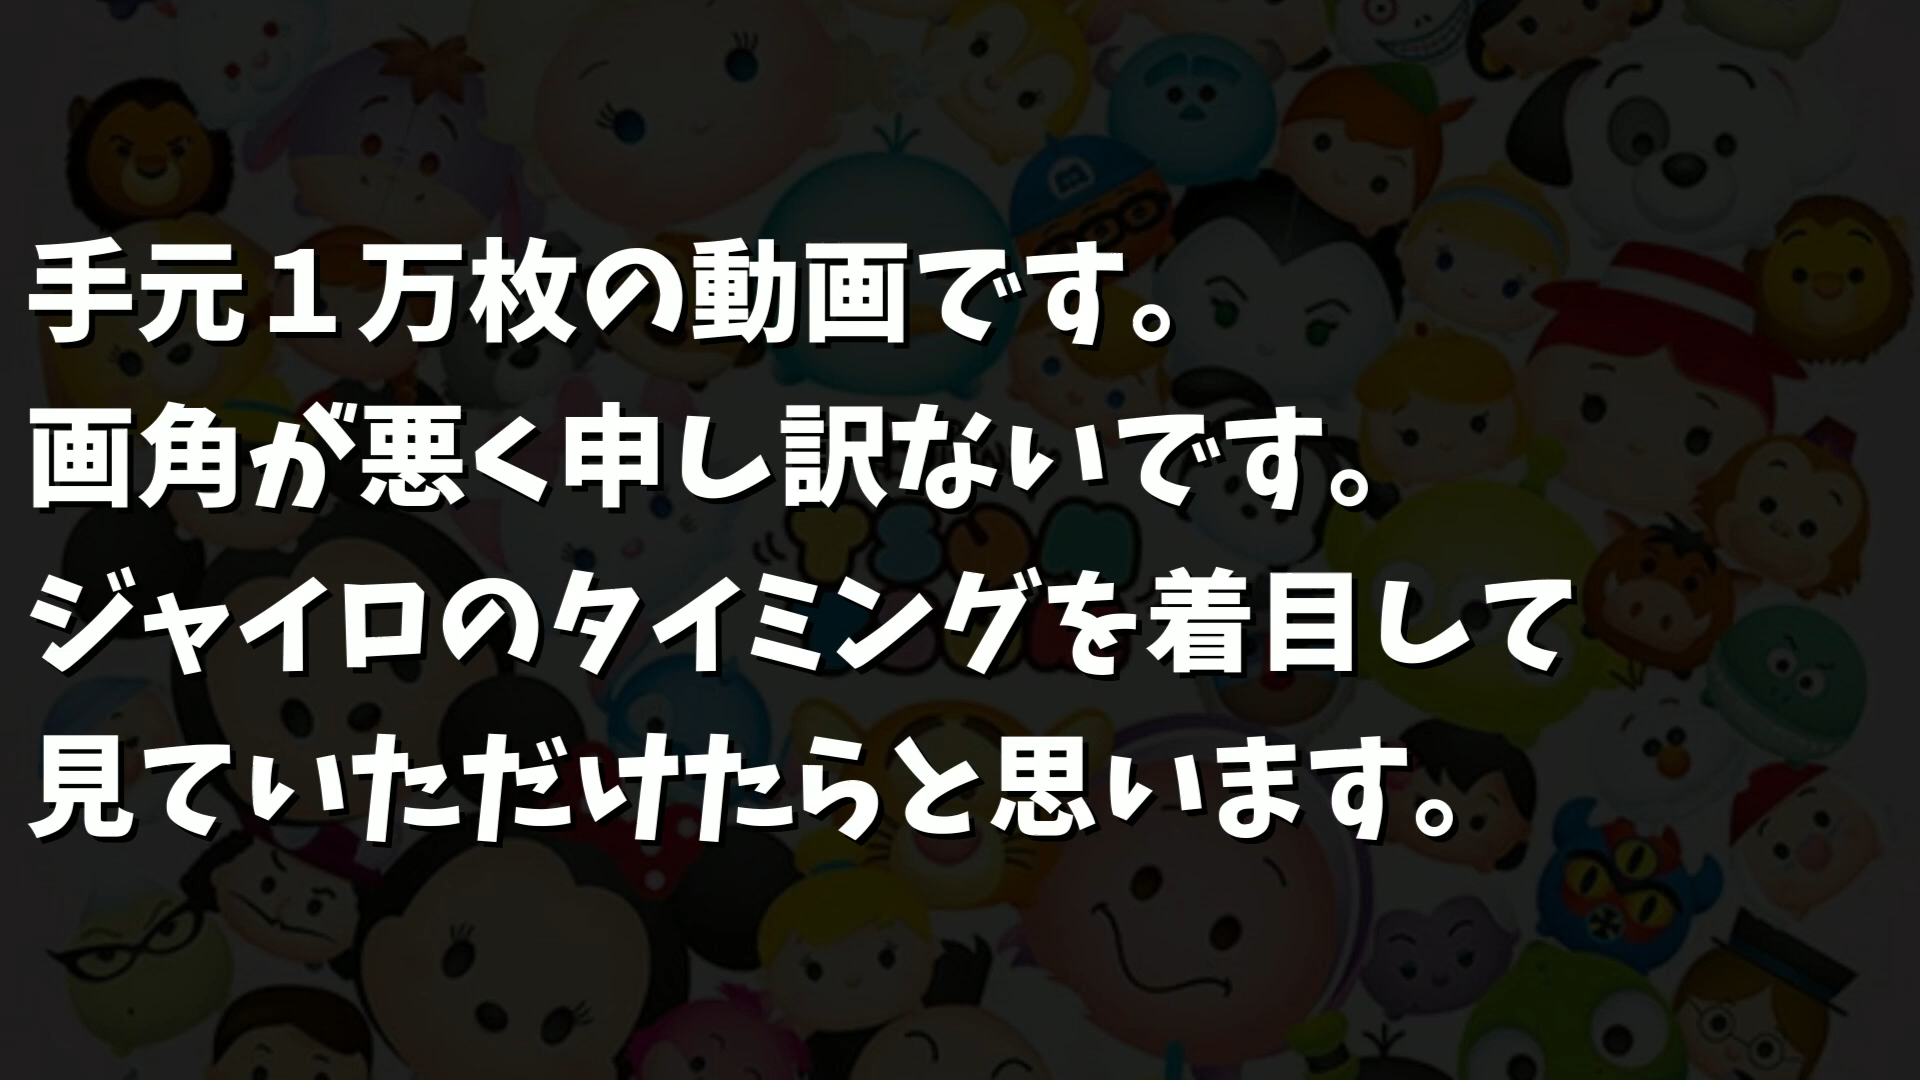 手元１万枚の動画です。
画角が悪く申し訳ないです。
ジャイロのタイミングを着目して
見ていただけたらと思います。
TSUM